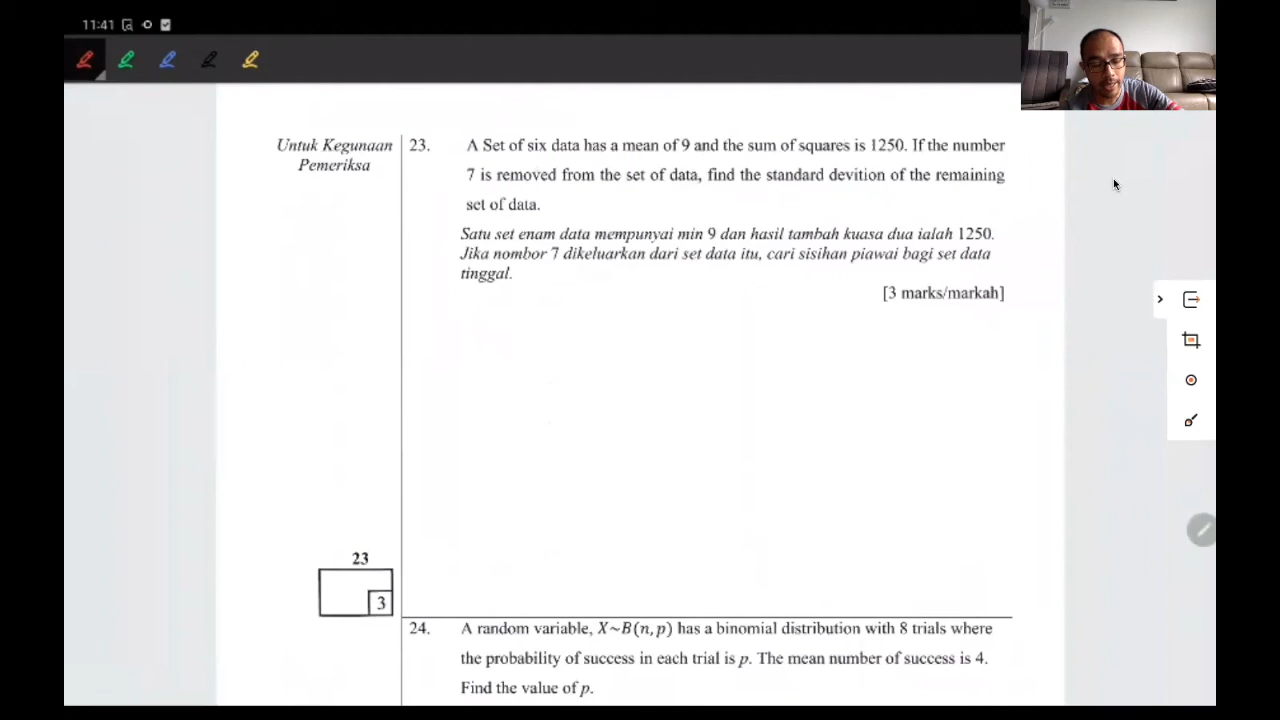 11:41
Untuk Kegunaan
Pemeriksa
23. A Set of six data has a mean of 9 and the sum of squares is 1250. If the number
7 is removed from the set of data, find the standard devition of the remaining
set of data.
Satu set enam data mempunyai min 9 dan hasil tambah kuasa dua ialah 1250.
Jika nombor 7 dikeluarkan dari set data itu, cari sisihan piawai bagi set data
tinggal.
[3 marks/markah]
23
3
24. A random variable, X~B(n,p) has a binomial distribution with 8 trials where
the probability of success in each trial is p. The mean number of success is 4.
Find the value of p.